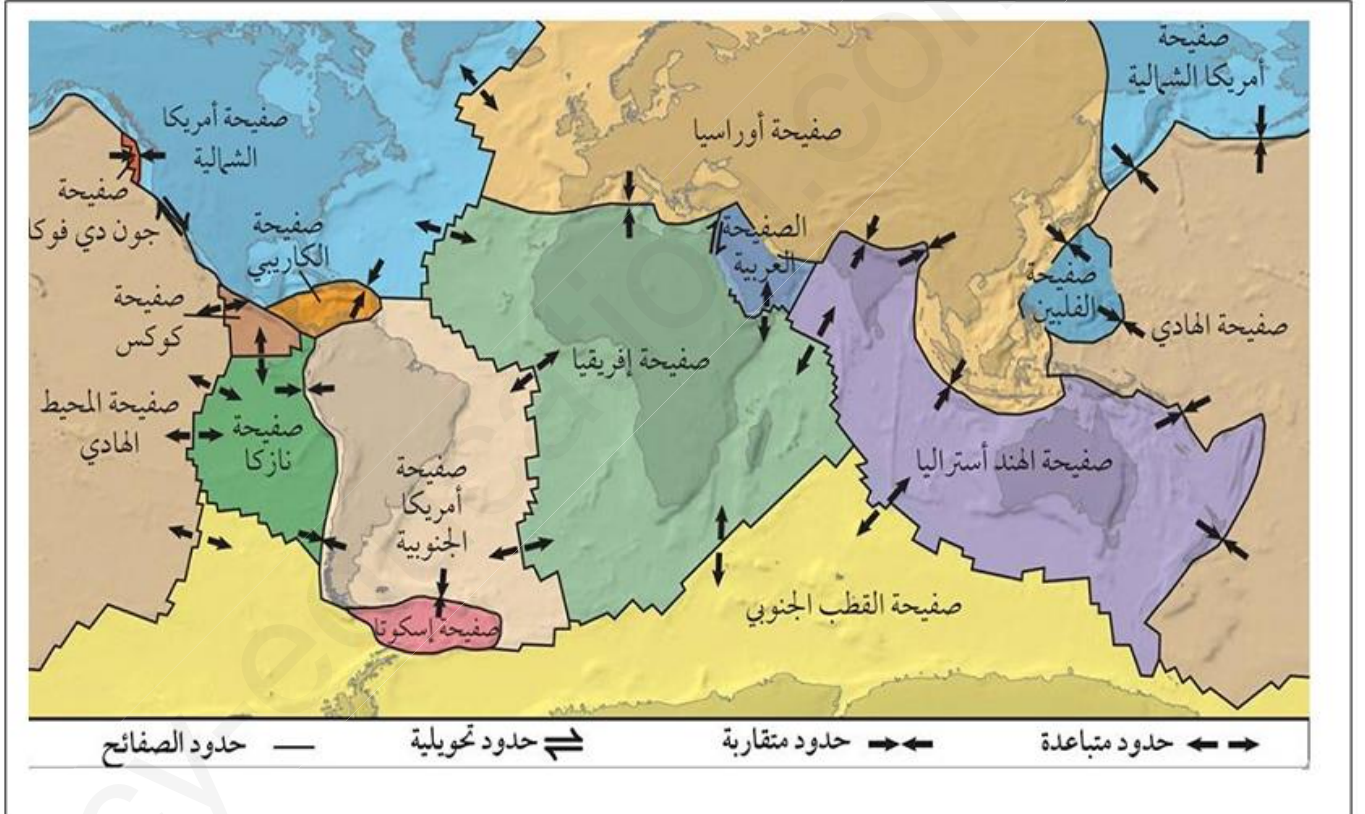 صفيحة
أمريكا الشمالية
صفيحة أمريكا
الشمالية
صفيحة أوراسيا
صفيحة
جون دي فوكا
صفيحة
الكاريبي
الصفيحة
العربية
صفيحة
الفلبين
صفيحة
كوكس
صفيحة الهادي
صفيحة إفريقيا
صفيحة المحيط
الهادي
صفيحة
نازكا
صفيحة
أمريكا
الجنوبية
صفيحة الهند أستراليا
صفيحة القطب الجنوبي
صفيحة إسكوتا
حدود متباعدة
حدود متقاربة
حدود تحويلية
حدود الصفائح